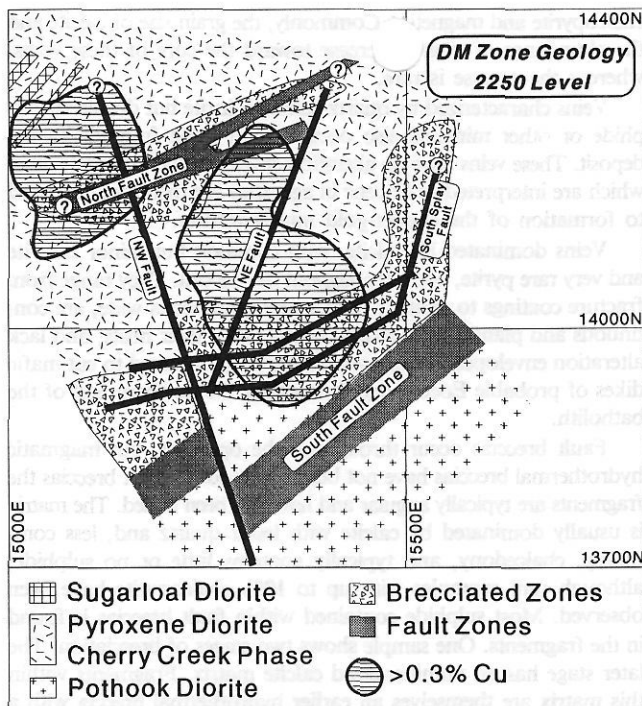 14400N
DM Zone Geology
2250 Level
?
?
?
North Fault Zone
South Splay Fault
NW Fault
NE Fault
14000N
South Fault Zone
15000E
15500E
13700N
Sugarloaf Diorite
Pyroxene Diorite
Cherry Creek Phase
Pothook Diorite
Brecciated Zones
Fault Zones
>0.3% Cu